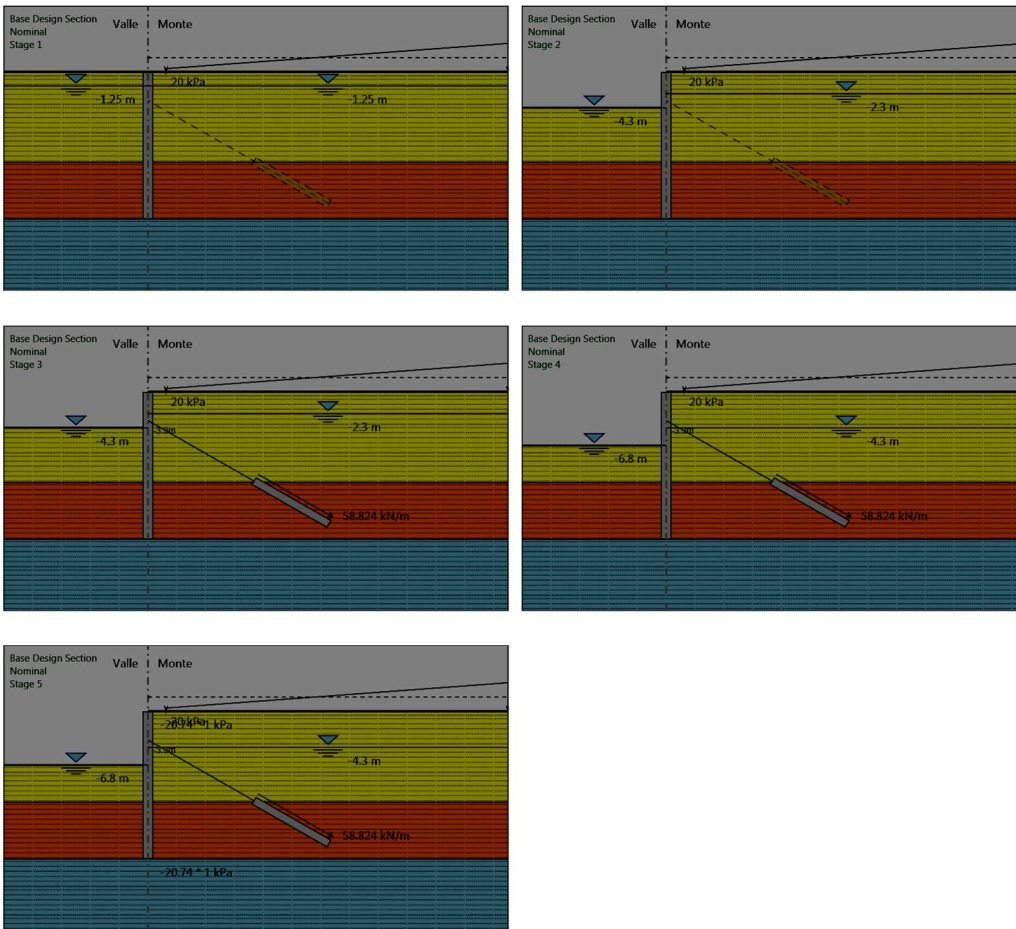 Base Design Section
Nominal
Stage 1
Valle
Monte
20 kPa
-1.25 m
-1.25 m
Base Design Section
Nominal
Stage 2
Valle
Monte
20 kPa
-4.3 m
2.3 m
Base Design Section
Nominal
Stage 3
Valle
Monte
20 kPa
-4.3 m
2.3 m
58.824 kN/m
Base Design Section
Nominal
Stage 4
Valle
Monte
20 kPa
-6.8 m
-4.3 m
58.824 kN/m
Base Design Section
Nominal
Stage 5
Valle
Monte
20 kPa
-20.74 * 1 kPa
-6.8 m
-4.3 m
58.824 kN/m
-20.74 * 1 kPa